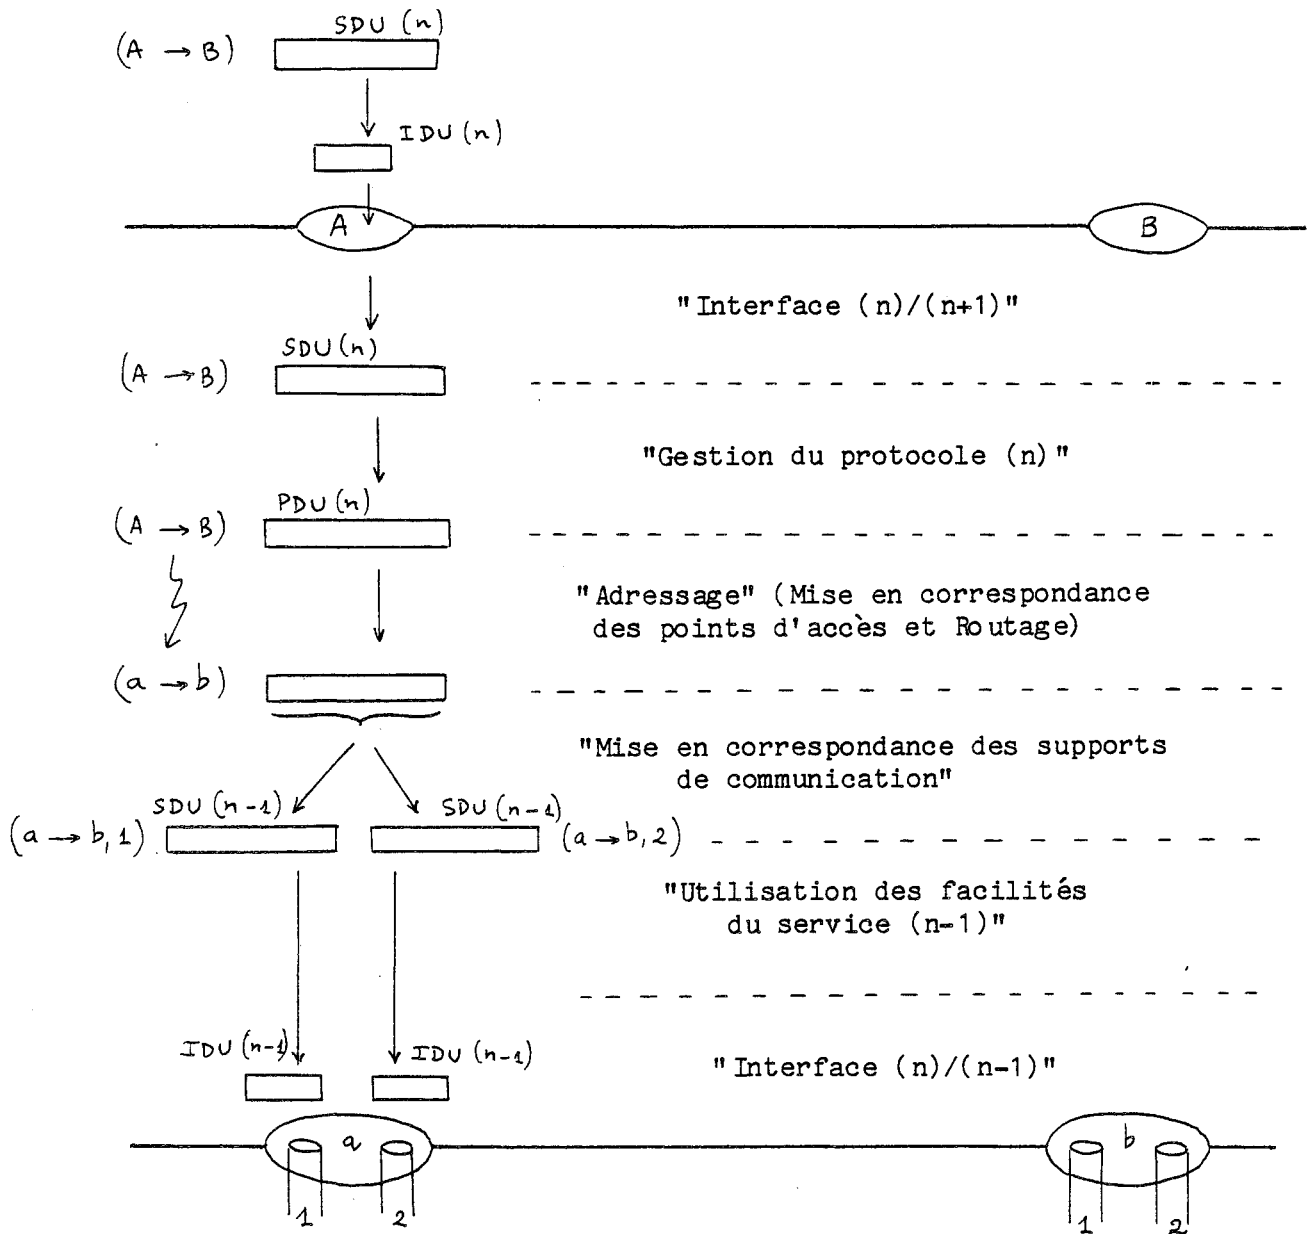 SDU (n)
(A → B)
IDU (n)
A
B
"Interface (n)/(n+1)"
SDU (n)
(A → B)
"Gestion du protocole (n)"
PDU (n)
(A → B)
"Adressage" (Mise en correspondance
des points d'accès et Routage)
(a → b)
"Mise en correspondance des supports
de communication"
SDU (n-1)
SDU (n-1)
(a → b, 1)
(a → b, 2)
"Utilisation des facilités
du service (n-1)"
IDU (n-1)
IDU (n-1)
"Interface (n)/(n-1)"
a
b
1
2
1
2